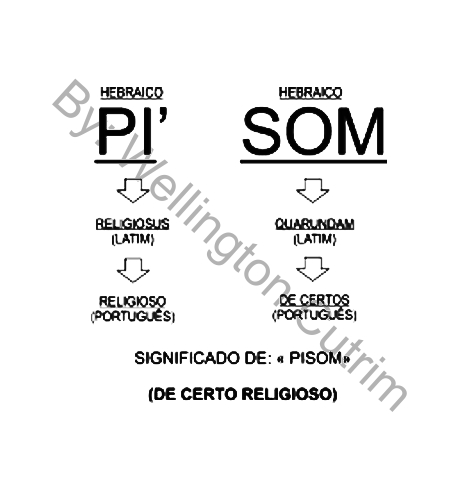 HEBRAICO HEBRAICO
PI’ SOM
RELIGIOSUS QUARUNDAM
(LATIM) (LATIM)
RELIGIOSO DE CERTOS
(PORTUGUÊS) (PORTUGUÊS)
SIGNIFICADO DE: « PISOM»
(DE CERTO RELIGIOSO)
By: Wellington Cutrim